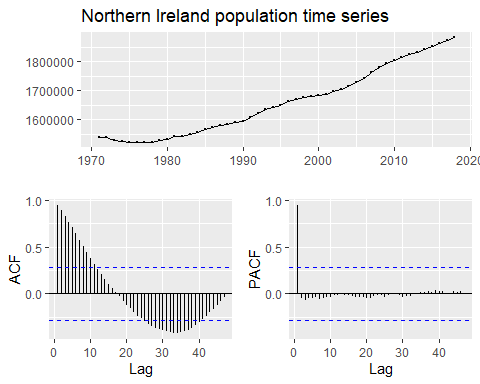 Northern Ireland population time series
1800000
1700000
1600000
1970 1980 1990 2000 2010 2020
1.0 1.0
0.5 0.5
0.0 0.0
ACF PACF
0 10 20 30 40 0 10 20 30 40
Lag Lag